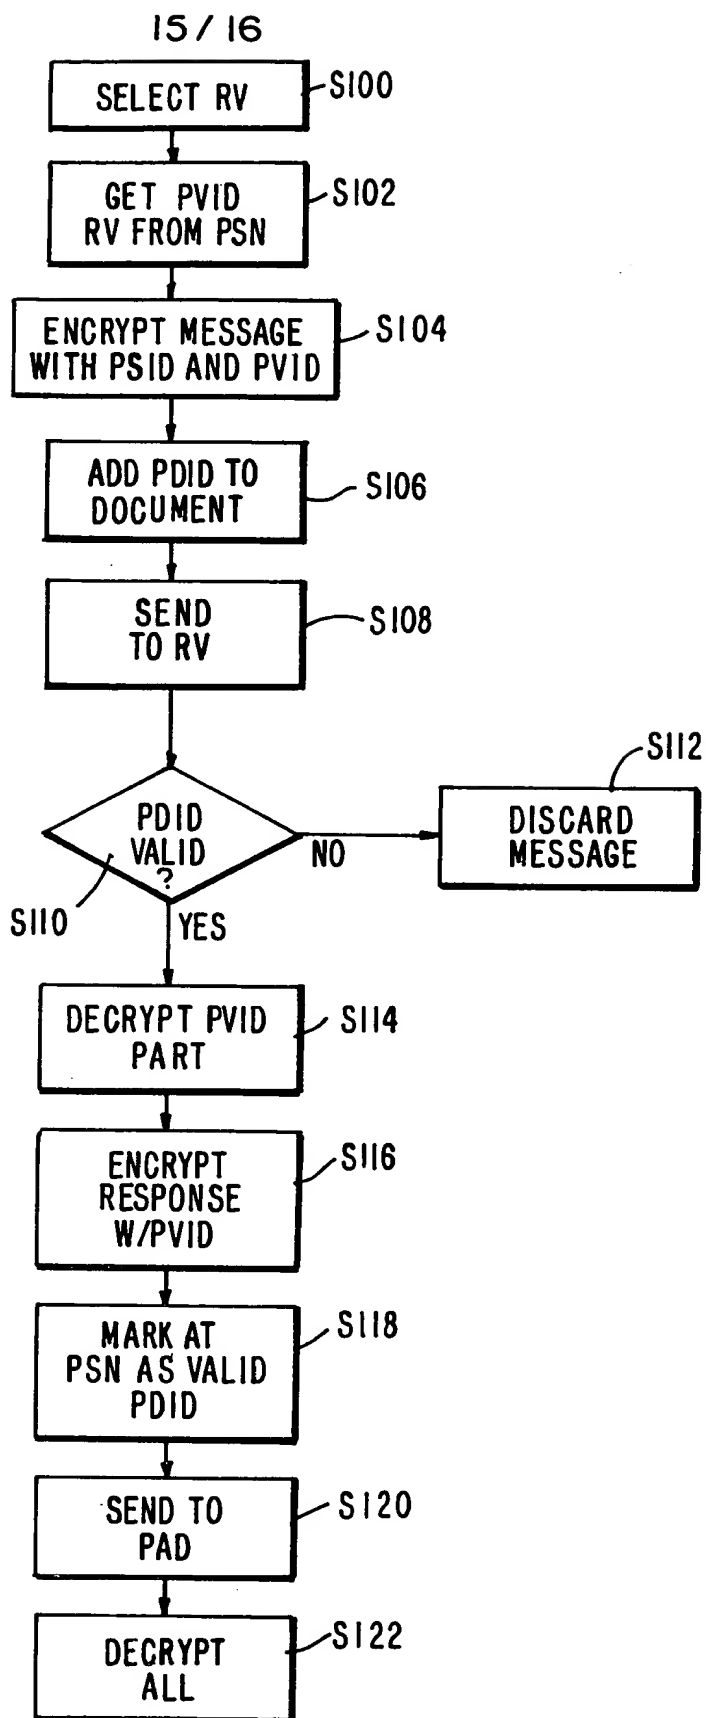 15/16
SELECT RV
S100
GET PVID
RV FROM PSN
S102
ENCRYPT MESSAGE
WITH PSID AND PVID
S104
ADD PDID TO
DOCUMENT
S106
SEND
TO RV
S108
PDID
VALID
?
S110
NO
YES
DISCARD
MESSAGE
S112
DECRYPT PVID
PART
S114
ENCRYPT
RESPONSE
W/PVID
S116
MARK AT
PSN AS VALID
PDID
S118
SEND TO
PAD
S120
DECRYPT
ALL
S122